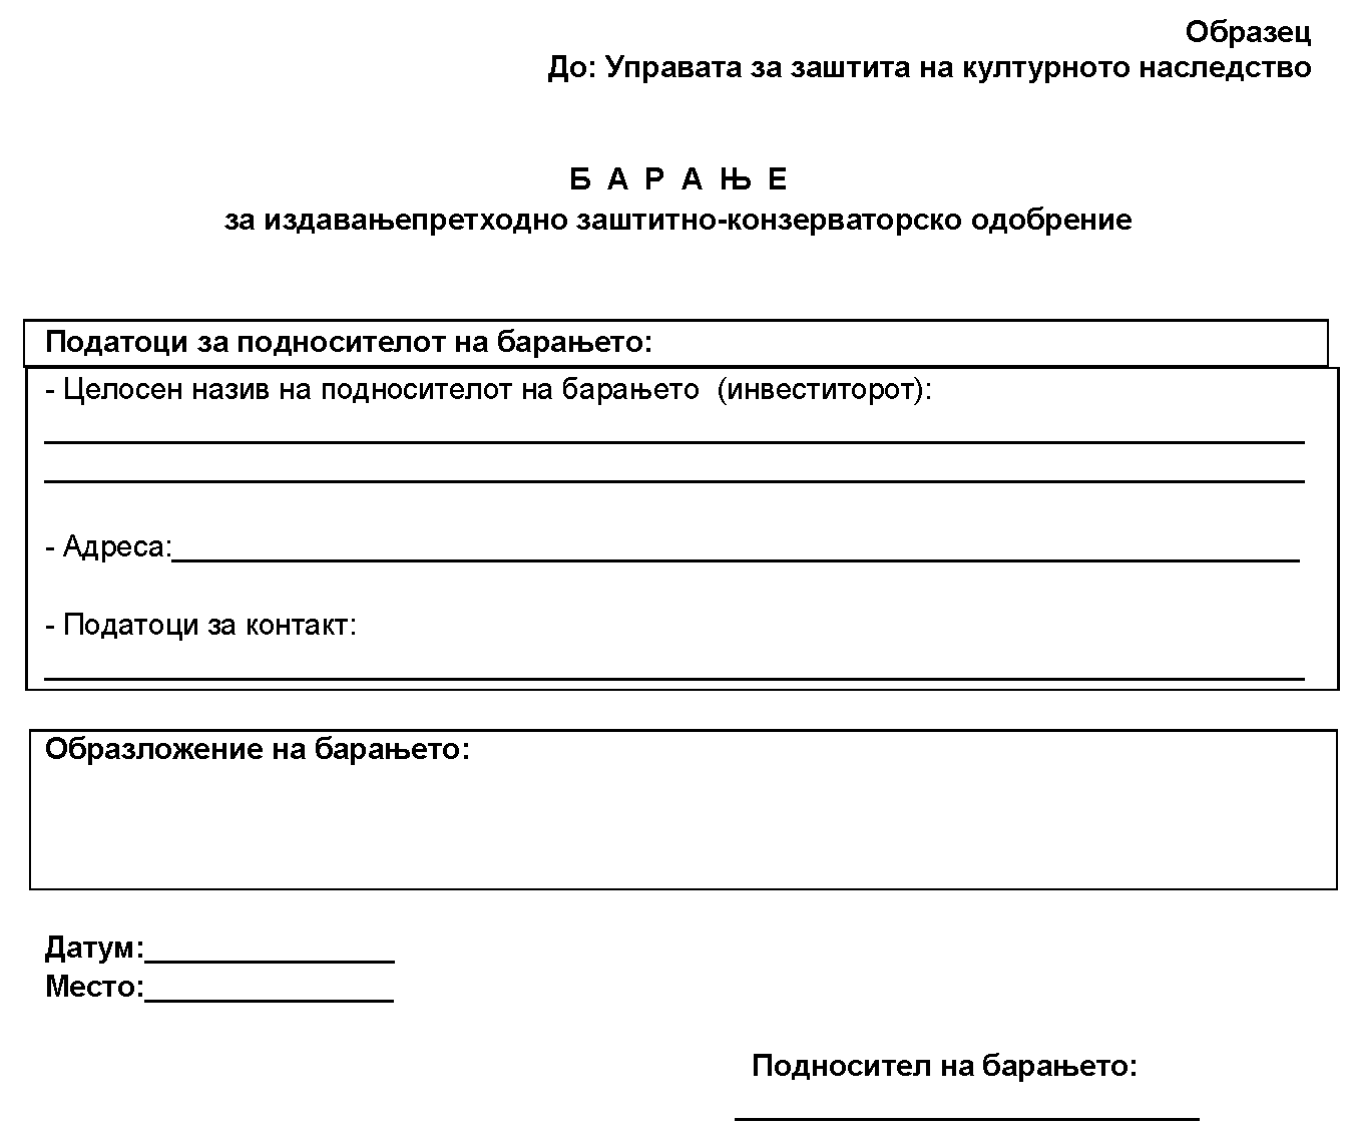 Образец
До: Управата за заштита на културното наследство
Б А Р А Њ Е
за издавањепретходно заштитно-конзерваторско одобрение
Податоци за подносителот на барањето:
- Целосен назив на подносителот на барањето (инвеститорот):
- Адреса:
- Податоци за контакт:
Образложение на барањето:
Датум:
Место:
Подносител на барањето: